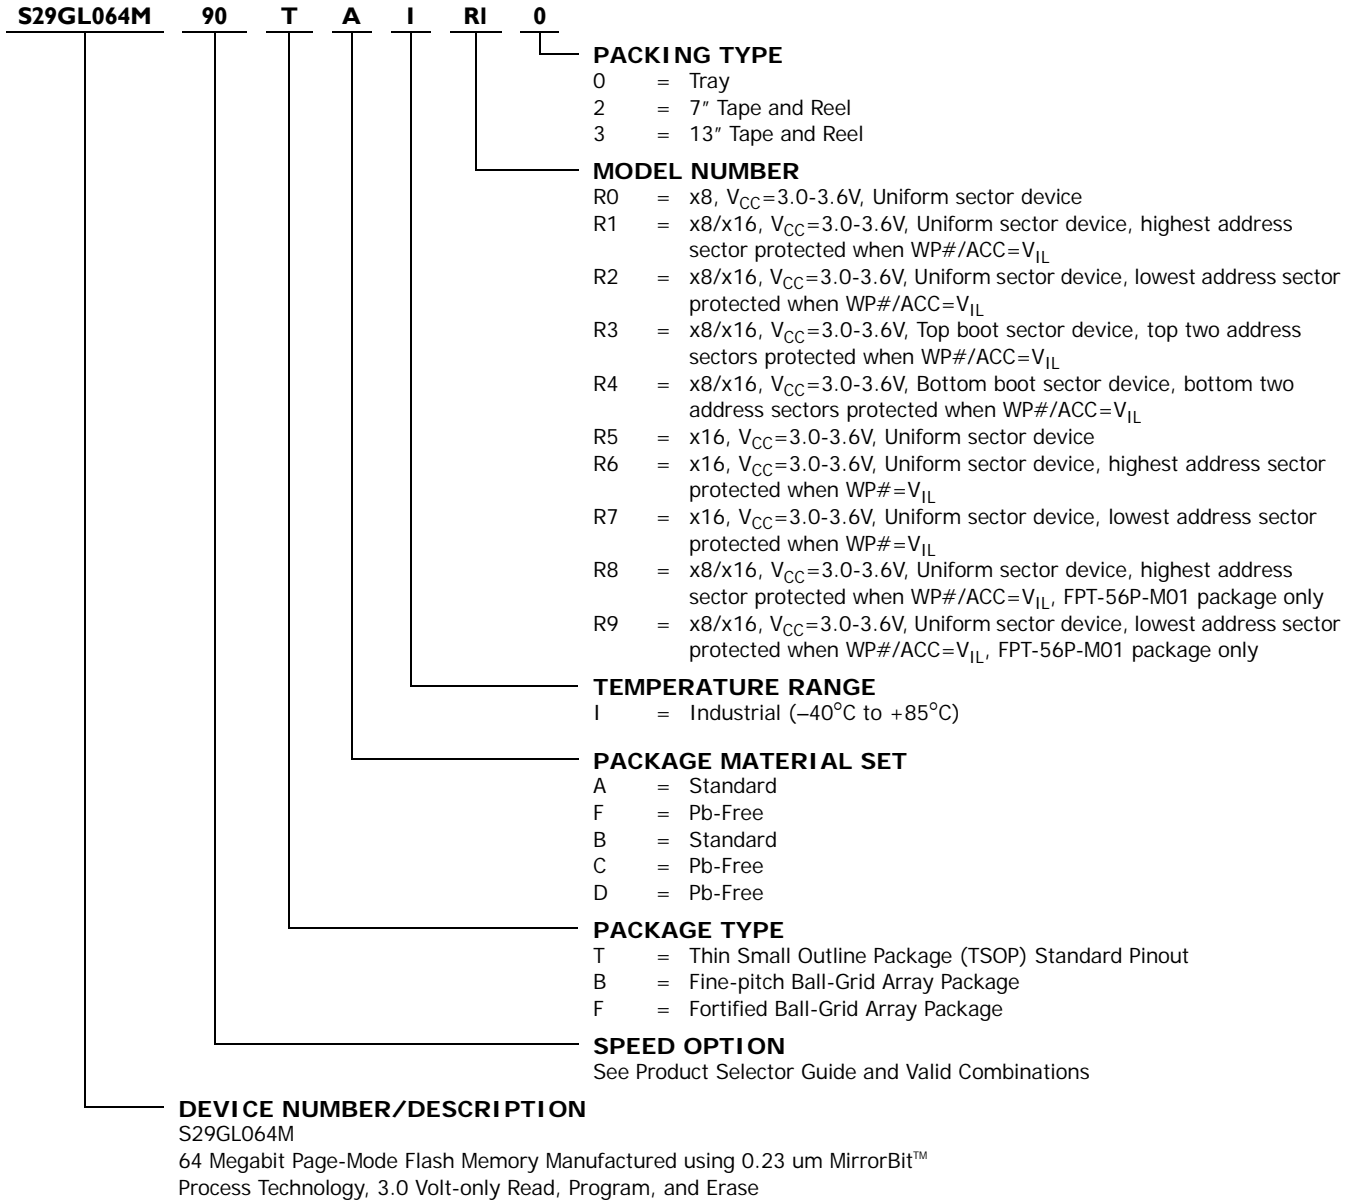 S29GL064M 90 T A I R1 0
PACKING TYPE
0 = Tray
2 = 7″ Tape and Reel
3 = 13″ Tape and Reel
MODEL NUMBER
R0 = x8, VCC=3.0-3.6V, Uniform sector device
R1 = x8/x16, VCC=3.0-3.6V, Uniform sector device, highest address
sector protected when WP#/ACC=VIL
R2 = x8/x16, VCC=3.0-3.6V, Uniform sector device, lowest address sector
protected when WP#/ACC=VIL
R3 = x8/x16, VCC=3.0-3.6V, Top boot sector device, top two address
sectors protected when WP#/ACC=VIL
R4 = x8/x16, VCC=3.0-3.6V, Bottom boot sector device, bottom two
address sectors protected when WP#/ACC=VIL
R5 = x16, VCC=3.0-3.6V, Uniform sector device
R6 = x16, VCC=3.0-3.6V, Uniform sector device, highest address sector
protected when WP#=VIL
R7 = x16, VCC=3.0-3.6V, Uniform sector device, lowest address sector
protected when WP#=VIL
R8 = x8/x16, VCC=3.0-3.6V, Uniform sector device, highest address
sector protected when WP#/ACC=VIL, FPT-56P-M01 package only
R9 = x8/x16, VCC=3.0-3.6V, Uniform sector device, lowest address sector
protected when WP#/ACC=VIL, FPT-56P-M01 package only
TEMPERATURE RANGE
I = Industrial (–40°C to +85°C)
PACKAGE MATERIAL SET
A = Standard
F = Pb-Free
B = Standard
C = Pb-Free
D = Pb-Free
PACKAGE TYPE
T = Thin Small Outline Package (TSOP) Standard Pinout
B = Fine-pitch Ball-Grid Array Package
F = Fortified Ball-Grid Array Package
SPEED OPTION
See Product Selector Guide and Valid Combinations
DEVICE NUMBER/DESCRIPTION
S29GL064M
64 Megabit Page-Mode Flash Memory Manufactured using 0.23 um MirrorBit™
Process Technology, 3.0 Volt-only Read, Program, and Erase